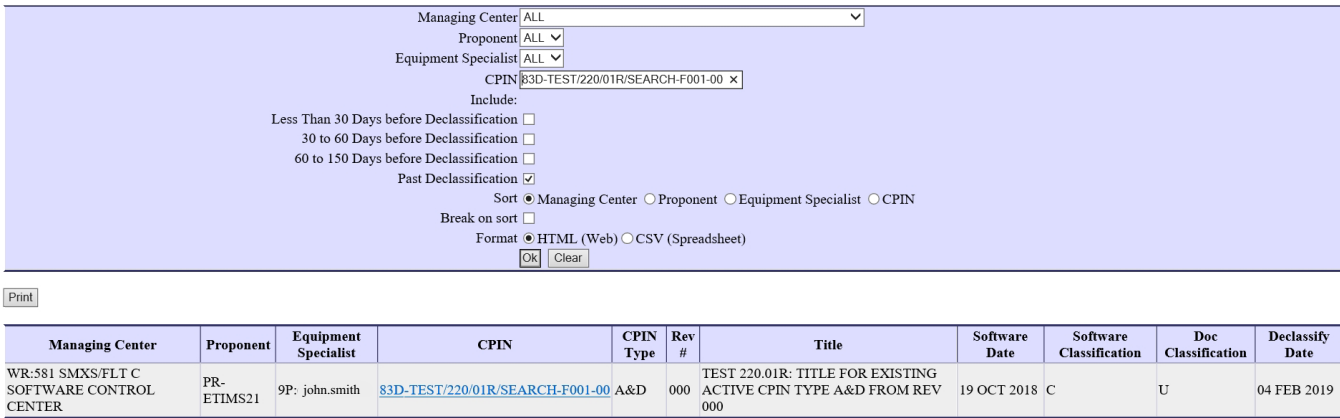 Managing Center ALL
Proponent ALL
Equipment Specialist ALL
CPIN 83D-TEST/220/01R/SEARCH-F001-00 ×
Include:
Less Than 30 Days before Declassification
30 to 60 Days before Declassification
60 to 150 Days before Declassification
Past Declassification
Sort Managing Center Proponent Equipment Specialist CPIN
Break on sort
Format HTML (Web) CSV (Spreadsheet)
Ok Clear
Print
Managing Center Proponent Equipment Specialist CPIN CPIN Type Rev # Title Software Date Software Classification Doc Classification Declassify Date
WR:581 SMXS/FLT C SOFTWARE CONTROL CENTER PR-ETIMS21 9P: john.smith 83D-TEST/220/01R/SEARCH-F001-00 A&D 000 TEST 220.01R: TITLE FOR EXISTING ACTIVE CPIN TYPE A&D FROM REV 000 19 OCT 2018 C U 04 FEB 2019